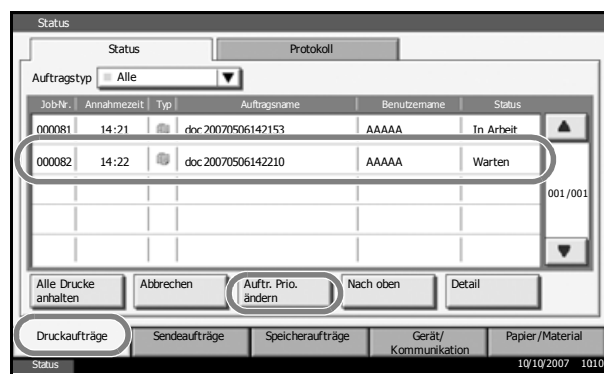 Status
Status Protokoll
Auftragstyp Alle
Job-Nr. Annahmezeit Typ Auftragsname Benutzername Status
000081 14:21 doc 20070506142153 AAAAA In Arbeit
000082 14:22 doc 20070506142210 AAAAA Warten
001/001
Alle Drucke anhalten Abbrechen Auftr. Prio. ändern Nach oben Detail
Druckaufträge Sendeaufträge Speicheraufträge Gerät/ Kommunikation Papier/Material
Status 10/10/2007 1010